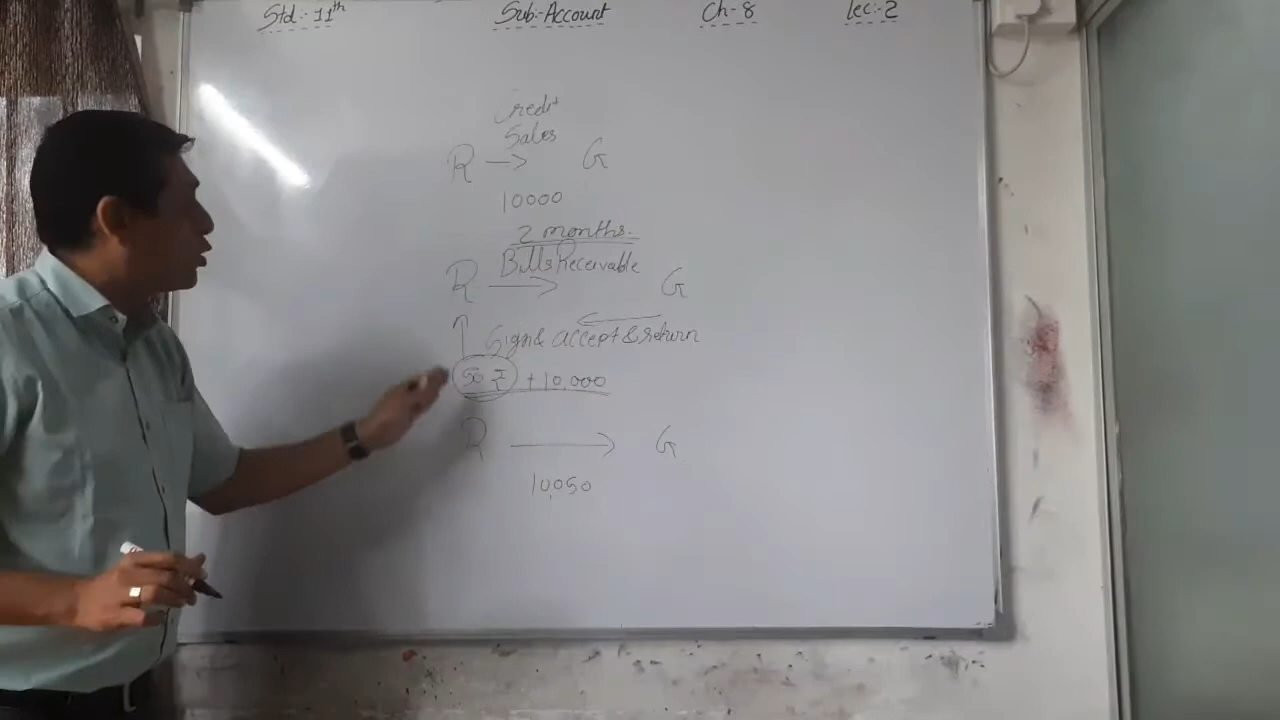 Std:- 11th Sub:- Account Ch-8 lec:-2
Credit
Sales
R → G
10000
2 months.
Bills Receivable
R → G
Sign & accept & return
50 ₹ + 10,000
R → G
10,050